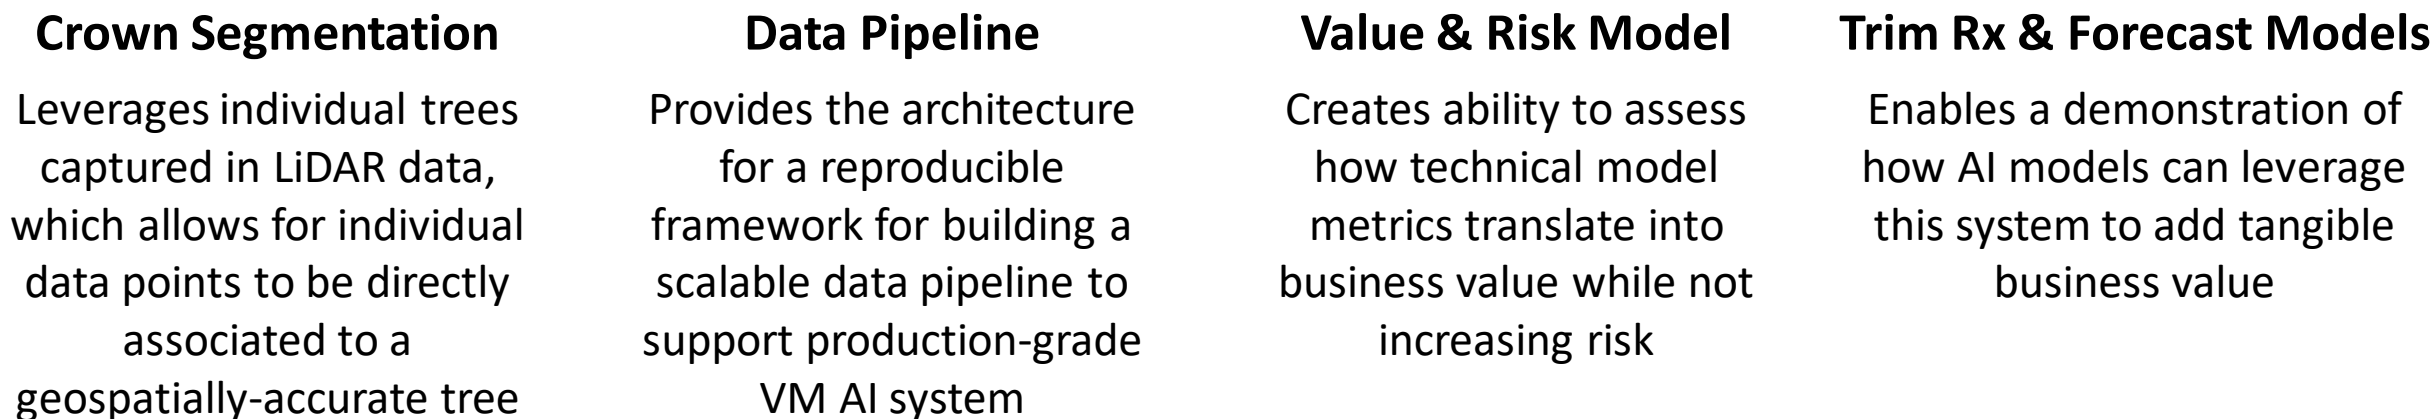 Crown Segmentation
Leverages individual trees
captured in LiDAR data,
which allows for individual
data points to be directly
associated to a
geospatially-accurate tree
Data Pipeline
Provides the architecture
for a reproducible
framework for building a
scalable data pipeline to
support production-grade
VM AI system
Value & Risk Model
Creates ability to assess
how technical model
metrics translate into
business value while not
increasing risk
Trim Rx & Forecast Models
Enables a demonstration of
how AI models can leverage
this system to add tangible
business value